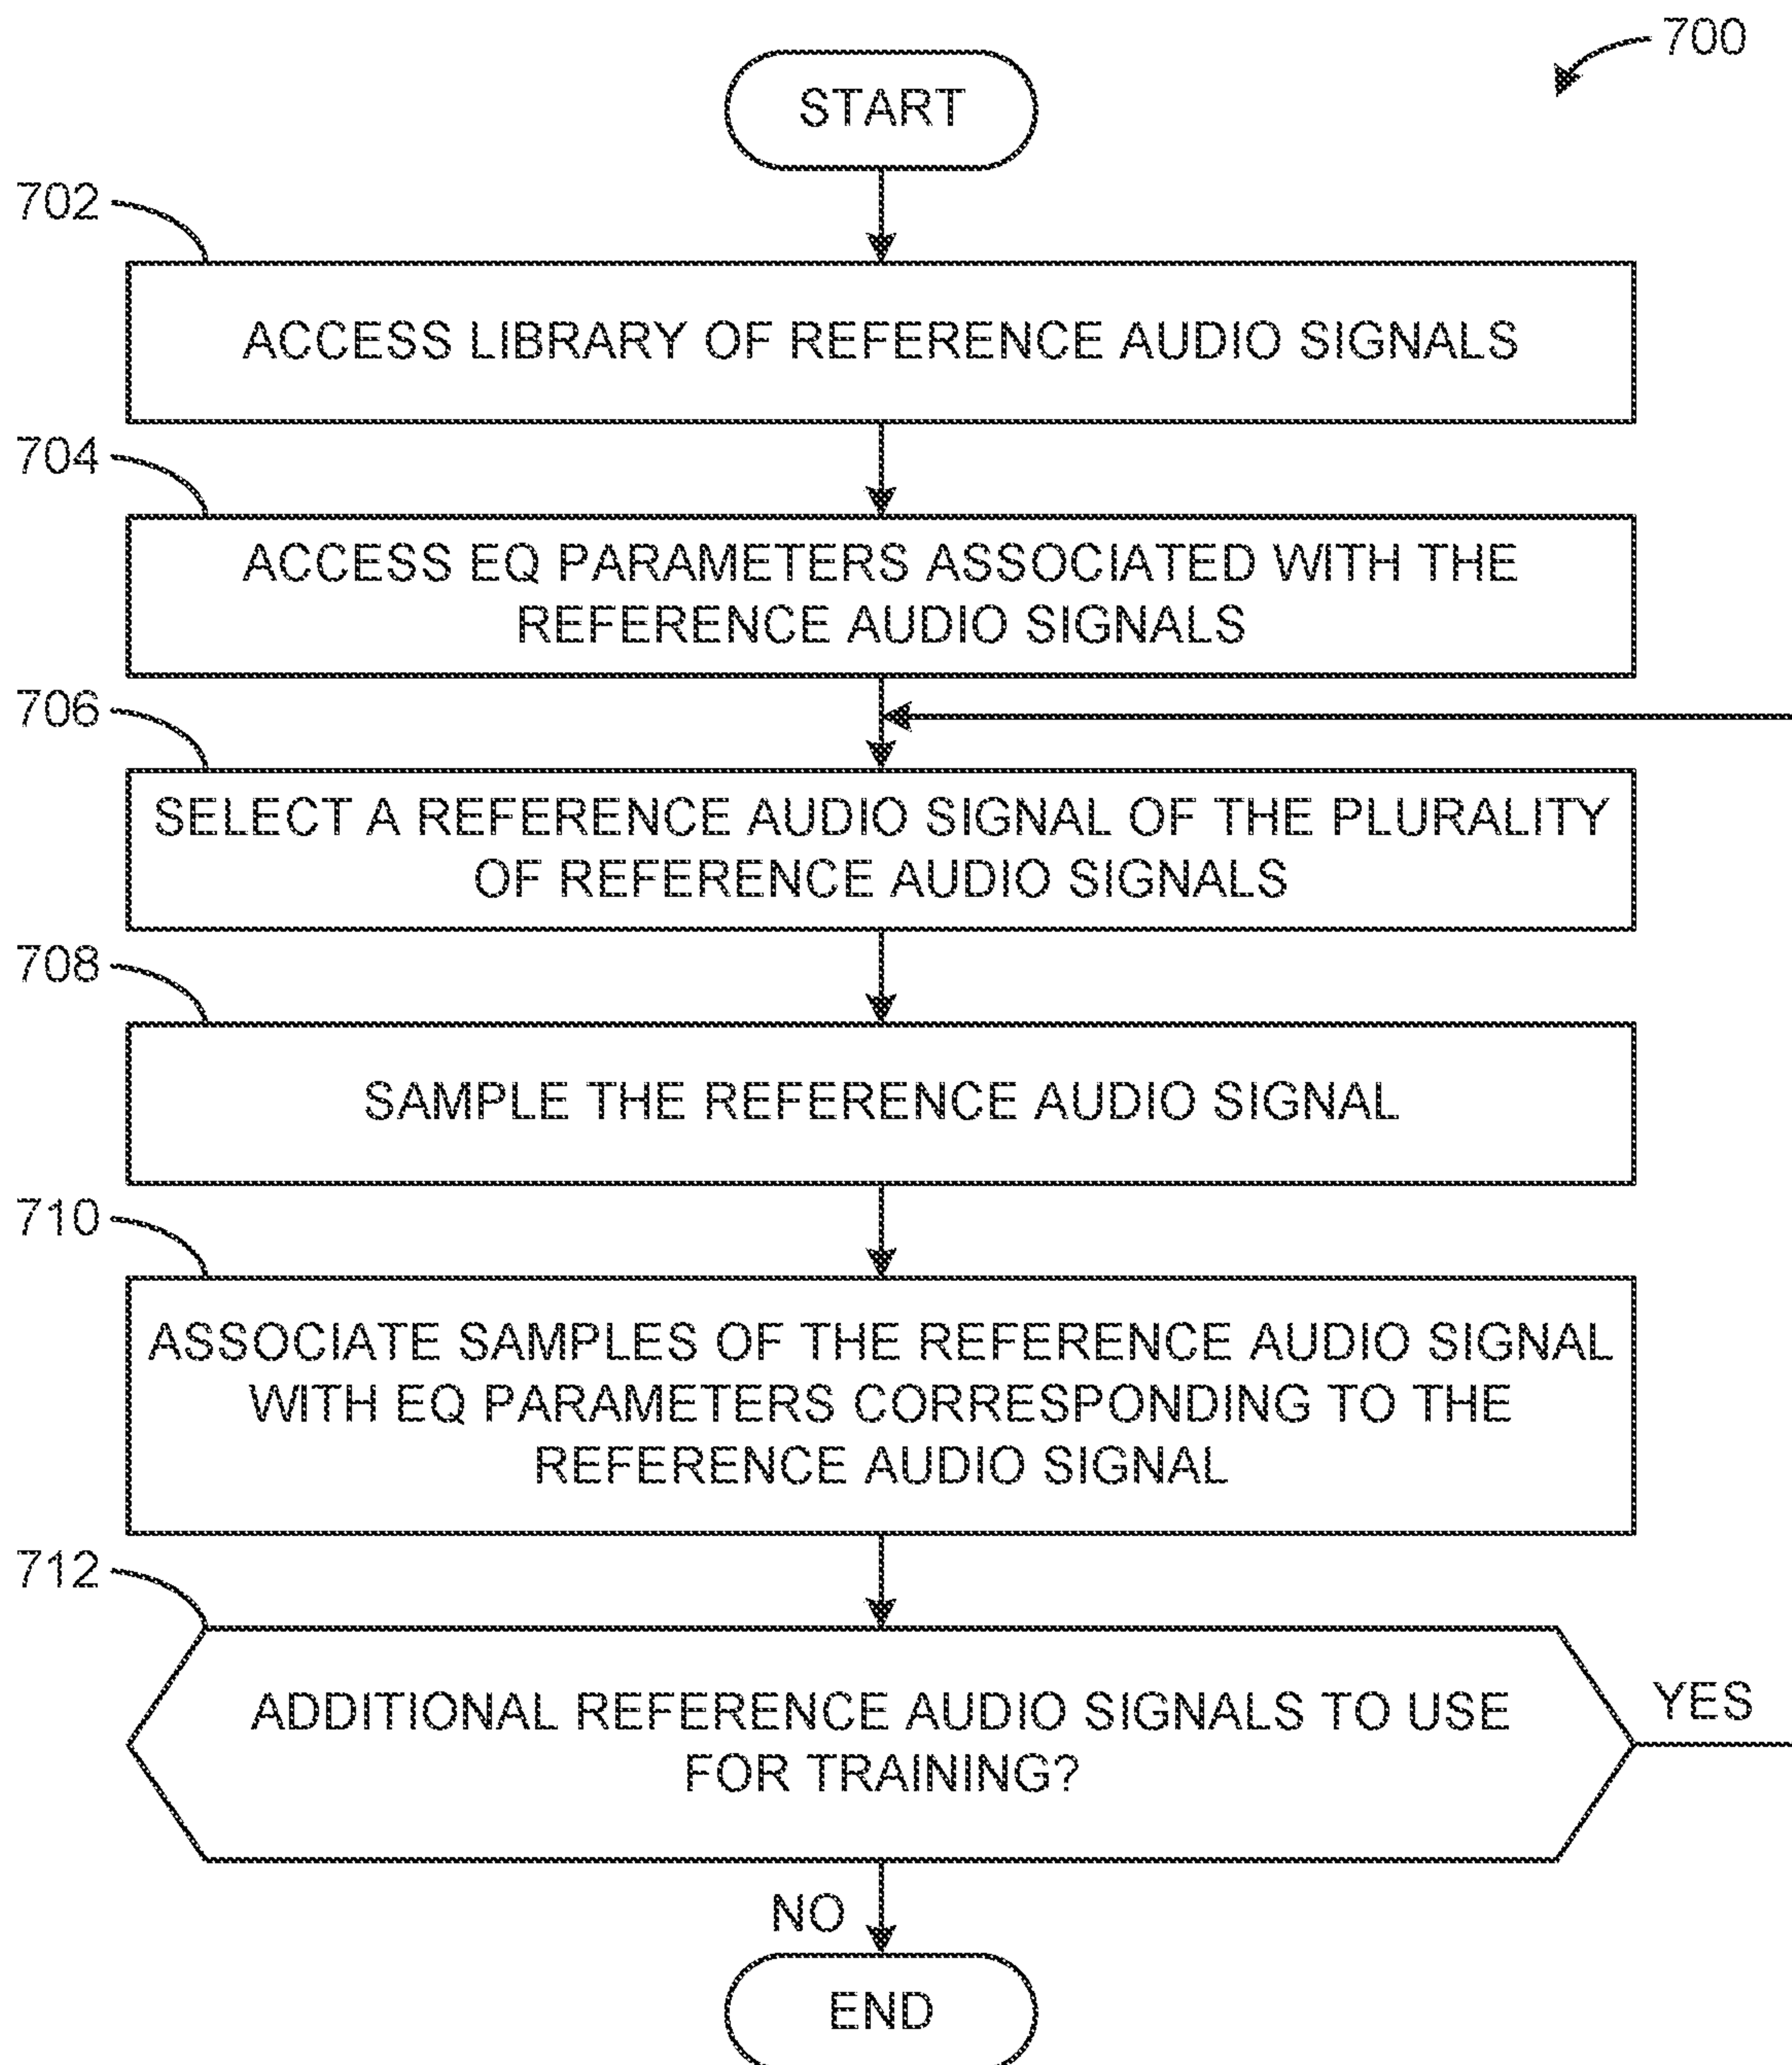 700
START
702
ACCESS LIBRARY OF REFERENCE AUDIO SIGNALS
704
ACCESS EQ PARAMETERS ASSOCIATED WITH THE
REFERENCE AUDIO SIGNALS
706
SELECT A REFERENCE AUDIO SIGNAL OF THE PLURALITY
OF REFERENCE AUDIO SIGNALS
708
SAMPLE THE REFERENCE AUDIO SIGNAL
710
ASSOCIATE SAMPLES OF THE REFERENCE AUDIO SIGNAL
WITH EQ PARAMETERS CORRESPONDING TO THE
REFERENCE AUDIO SIGNAL
712
ADDITIONAL REFERENCE AUDIO SIGNALS TO USE
FOR TRAINING?
YES
NO
END